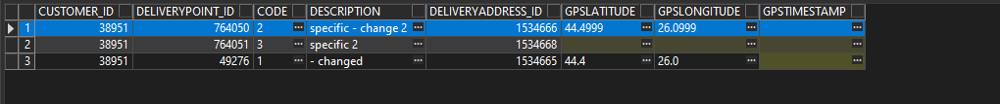 CUSTOMER_ID DELIVERYPOINT_ID CODE DESCRIPTION DELIVERYADDRESS_ID GPSLATITUDE GPSLONGITUDE GPSTIMESTAMP
1 38951 764050 2 ... specific - change 2 ... 1534666 44.4999 ... 26.0999 ... ...
2 38951 764051 3 ... specific 2 ... 1534668 ... ... ...
3 38951 49276 1 ... - changed ... 1534665 44.4 ... 26.0 ... ...